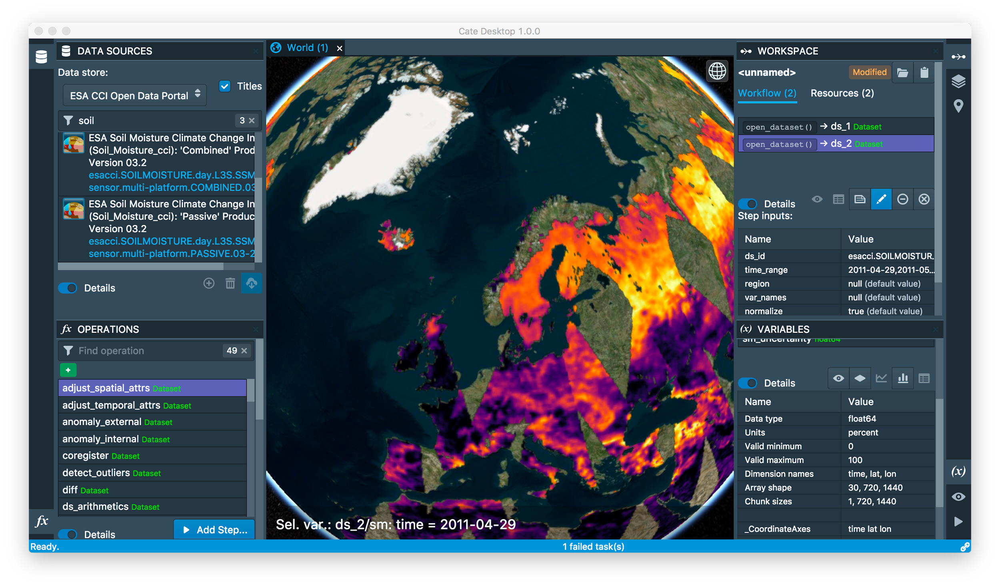 Cate Desktop 1.0.0
DATA SOURCES
Data store:
ESA CCI Open Data Portal
Titles
soil
3
ESA Soil Moisture Climate Change In
(Soil_Moisture_cci): 'Combined' Prod
Version 03.2
esacci.SOILMOISTURE.day.L3S.SSM
sensor.multi-platform.COMBINED.03
ESA Soil Moisture Climate Change In
(Soil_Moisture_cci): 'Passive' Produc
Version 03.2
esacci.SOILMOISTURE.day.L3S.SSM
sensor.multi-platform.PASSIVE.03-2
Details
fx OPERATIONS
Find operation
49
adjust_spatial_attrs Dataset
adjust_temporal_attrs Dataset
anomaly_external Dataset
anomaly_internal Dataset
coregister Dataset
detect_outliers Dataset
diff Dataset
ds_arithmetics Dataset
fx
Details
Add Step...
World (1)
Sel. var.: ds_2/sm: time = 2011-04-29
WORKSPACE
<unnamed>
Modified
Workflow (2)
Resources (2)
open_dataset() → ds_1 Dataset
open_dataset() → ds_2 Dataset
Details
Step inputs:
Name Value
ds_id esacci.SOILMOISTUR...
time_range 2011-04-29,2011-05...
region null (default value)
var_names null (default value)
normalize true (default value)
(x) VARIABLES
sm_uncertainty float64
Details
Name Value
Data type float64
Units percent
Valid minimum 0
Valid maximum 100
Dimension names time, lat, lon
Array shape 30, 720, 1440
Chunk sizes 1, 720, 1440
_CoordinateAxes time lat lon
(x)
Ready.
1 failed task(s)